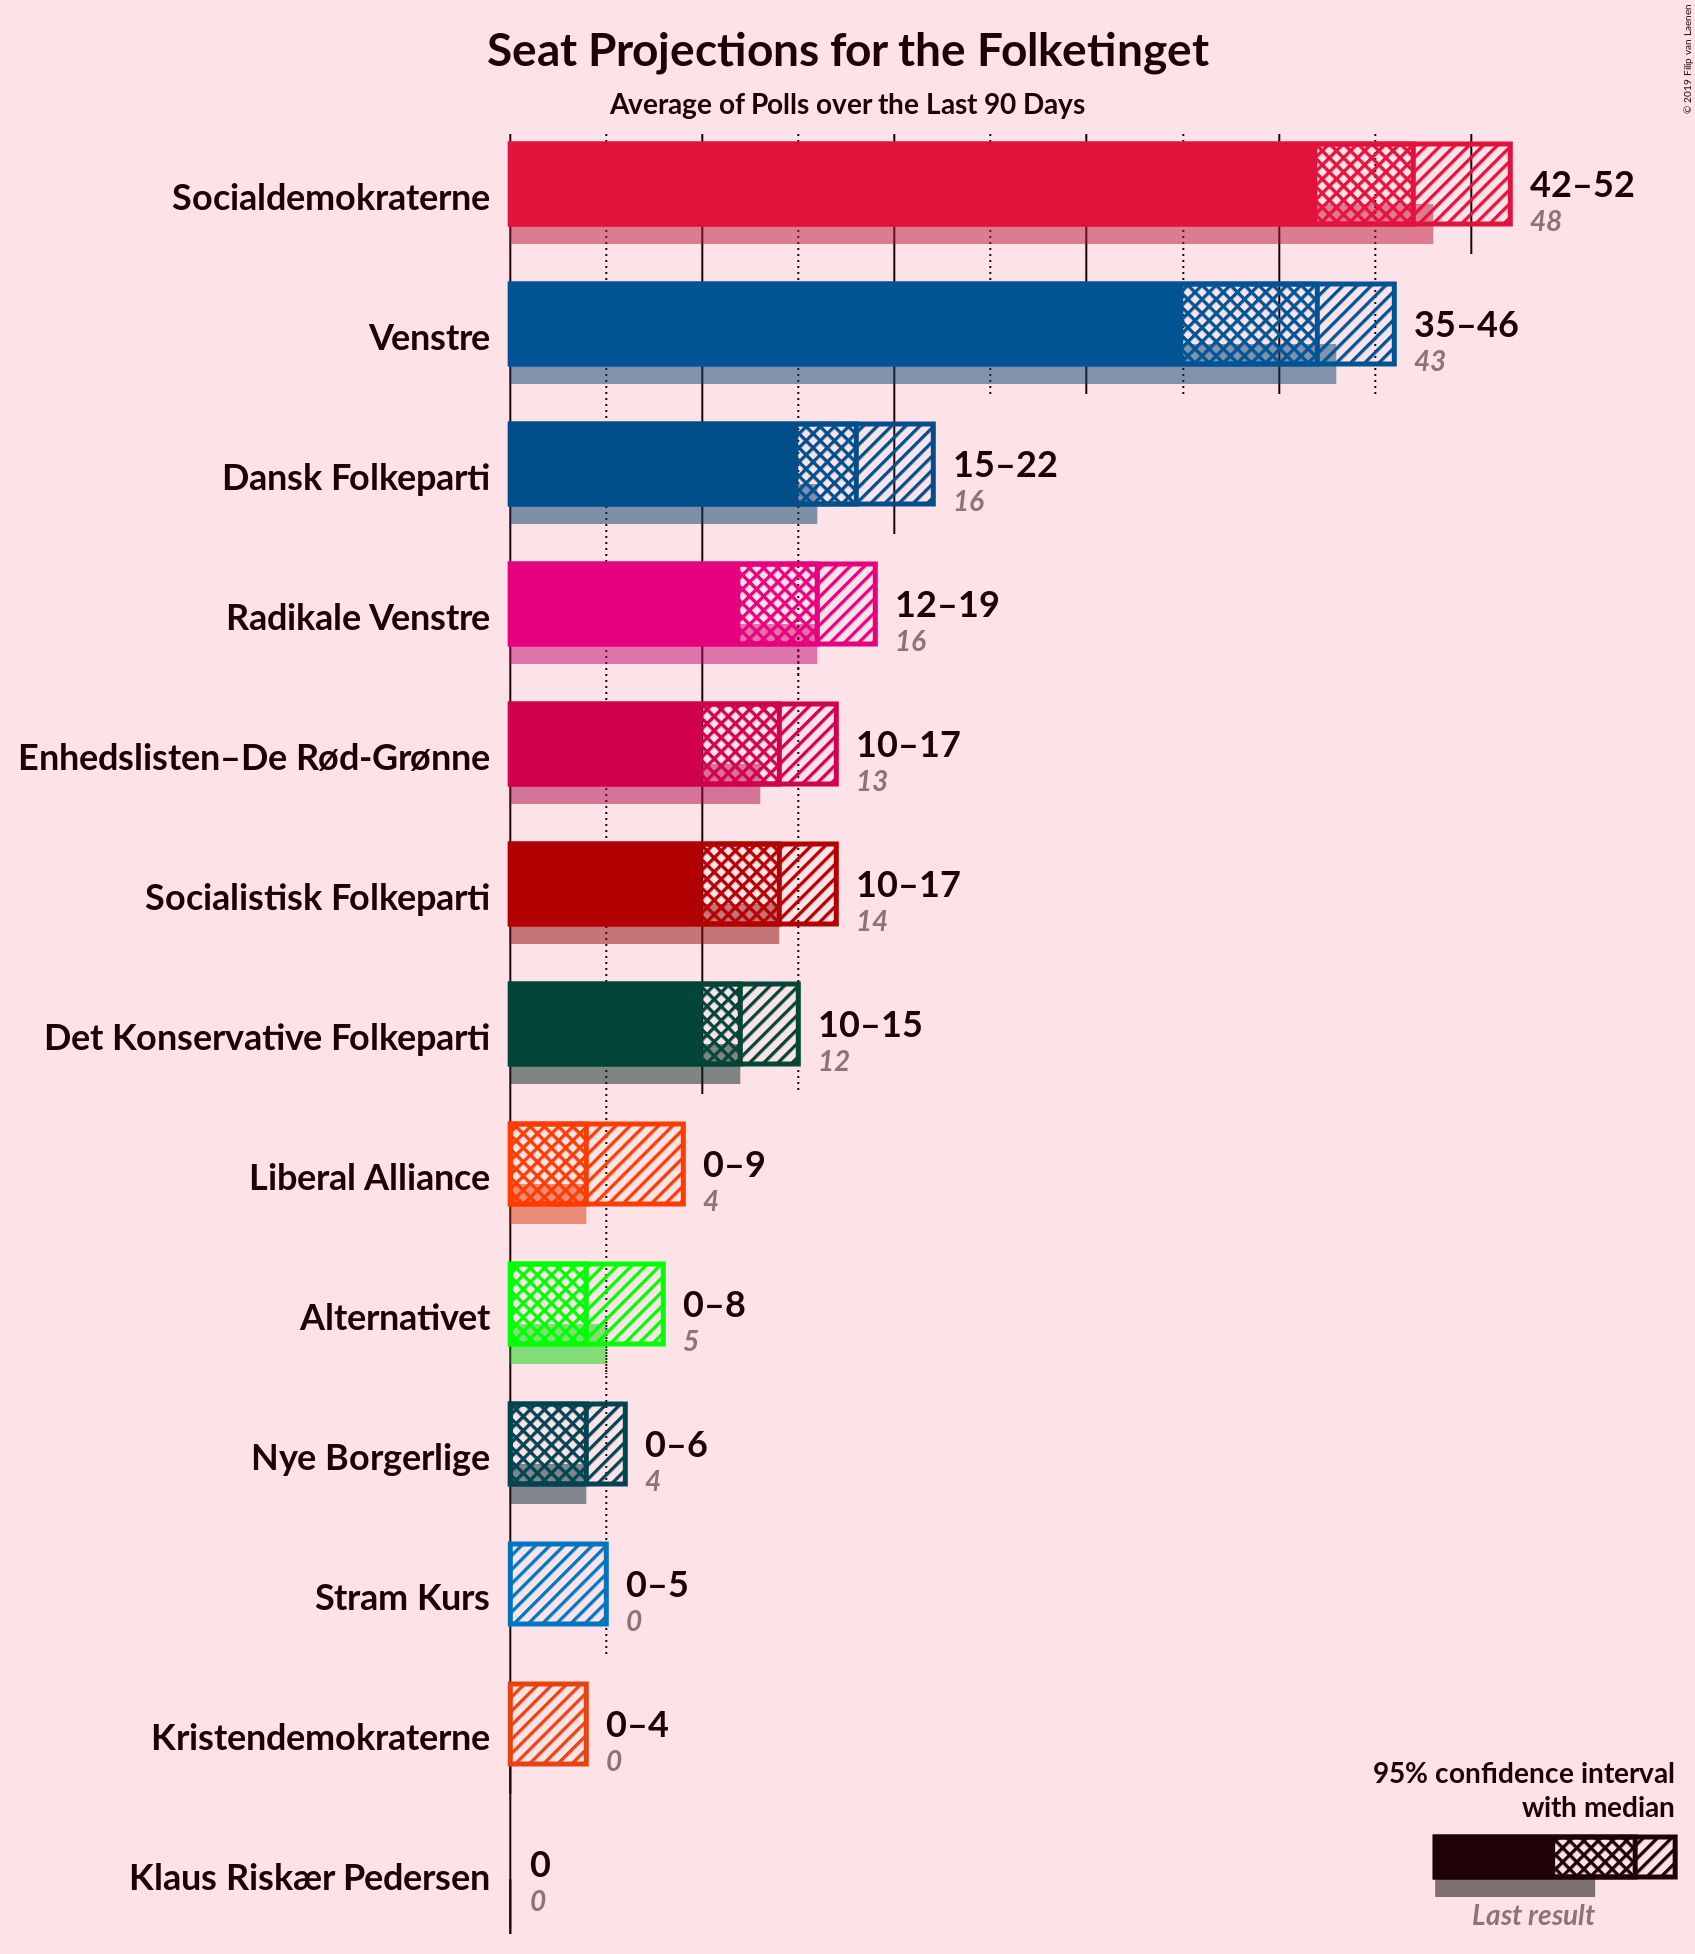 Seat Projections for the Folketinget
Average of Polls over the Last 90 Days
© 2019 Filip van Laenen
Socialdemokraterne
42–52
48
Venstre
35–46
43
Dansk Folkeparti
15–22
16
Radikale Venstre
12–19
16
Enhedslisten–De Rød-Grønne
10–17
13
Socialistisk Folkeparti
10–17
14
Det Konservative Folkeparti
10–15
12
Liberal Alliance
0–9
4
Alternativet
0–8
5
Nye Borgerlige
0–6
4
Stram Kurs
0–5
0
Kristendemokraterne
0–4
0
Klaus Riskær Pedersen
0
0
95% confidence interval
with median
Last result